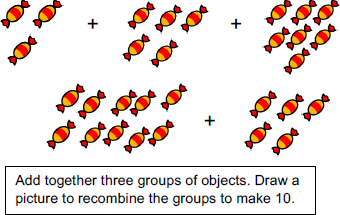 + +
+
Add together three groups of objects. Draw a
picture to recombine the groups to make 10.